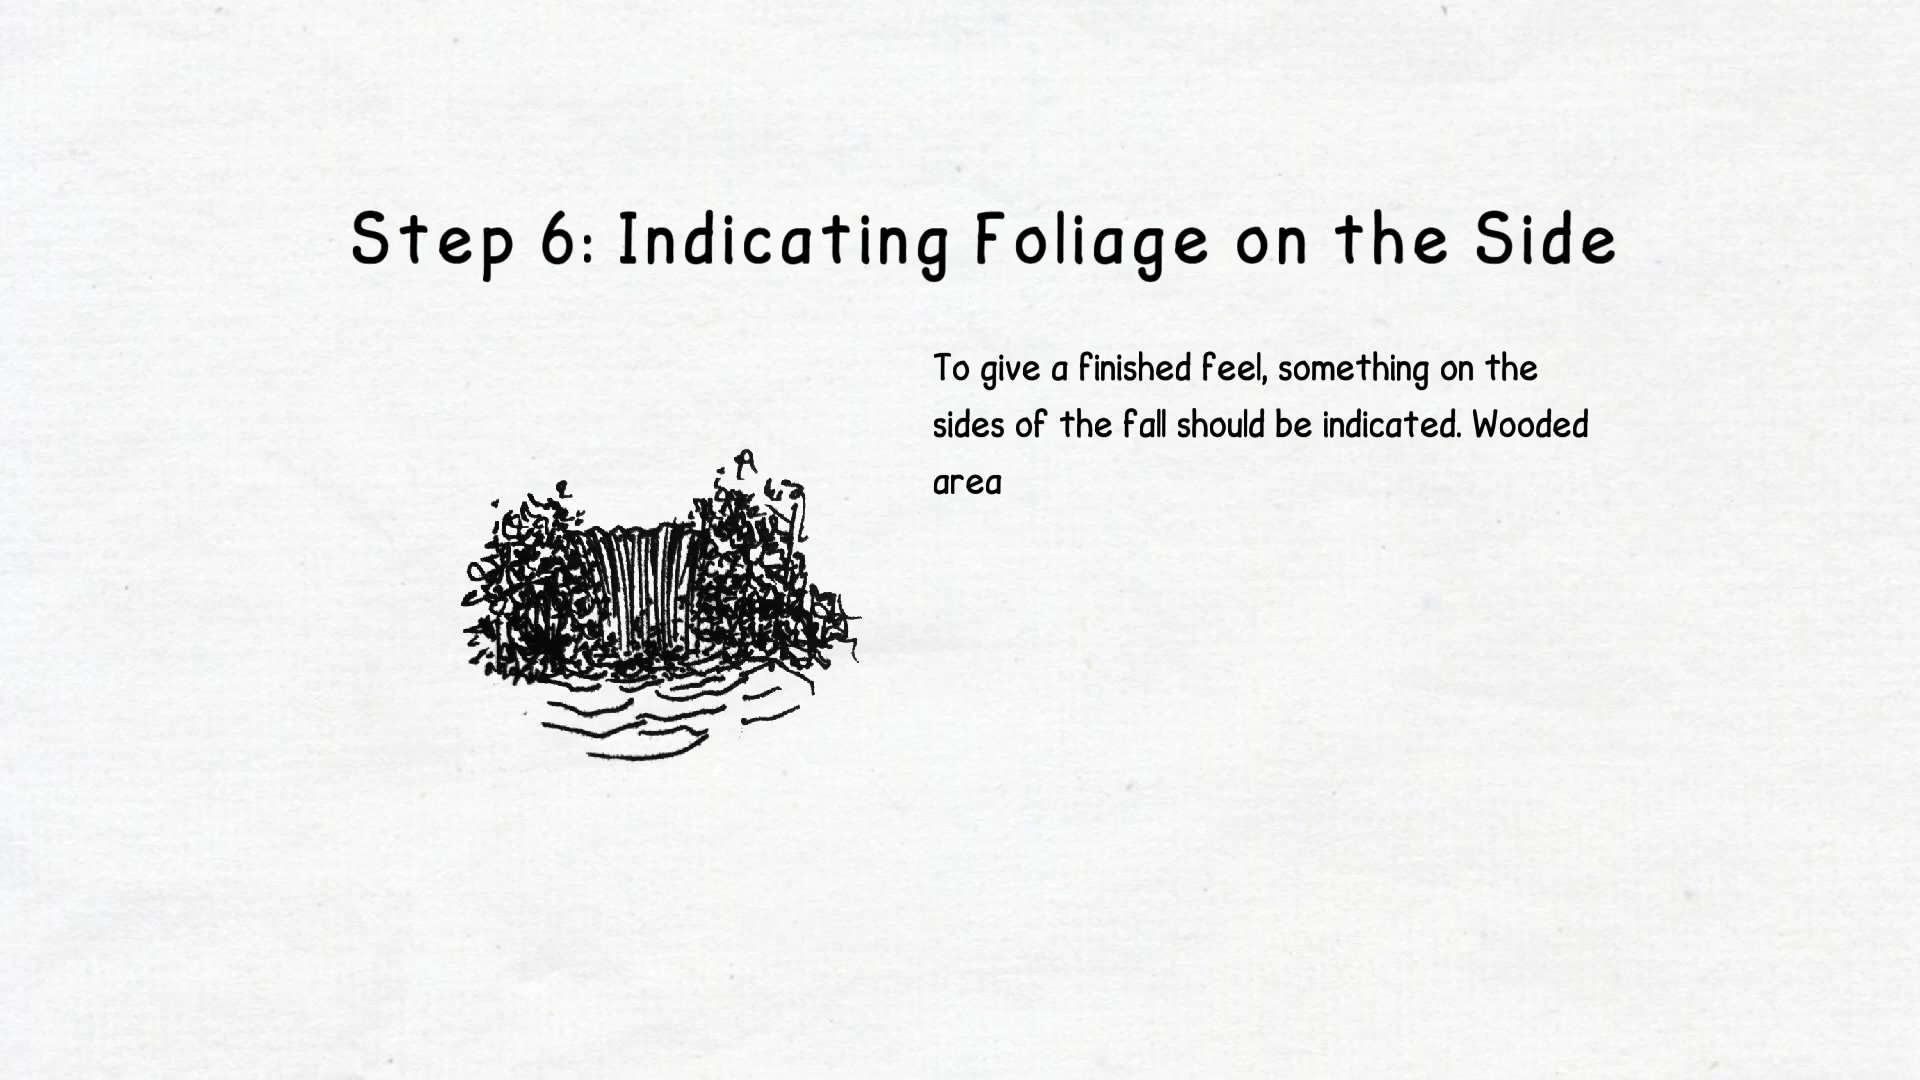 Step 6: Indicating Foliage on the Side
To give a finished feel, something on the
sides of the fall should be indicated. Wooded
area